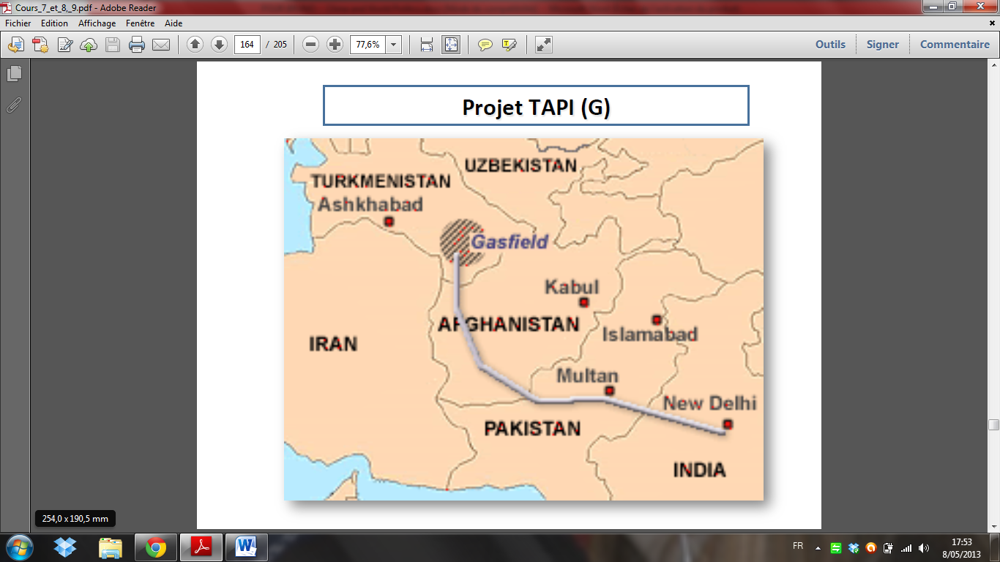 Cours_7_et_8_9.pdf - Adobe Reader
Fichier Edition Affichage Fenêtre Aide
164 / 205 77,6% Outils Signer Commentaire
Projet TAPI (G)
UZBEKISTAN
TURKMENISTAN
Ashkhabad
Gasfield
Kabul
AFGHANISTAN
Islamabad
IRAN
Multan
New Delhi
PAKISTAN
INDIA
254,0 x 190,5 mm
FR
17:53
8/05/2013